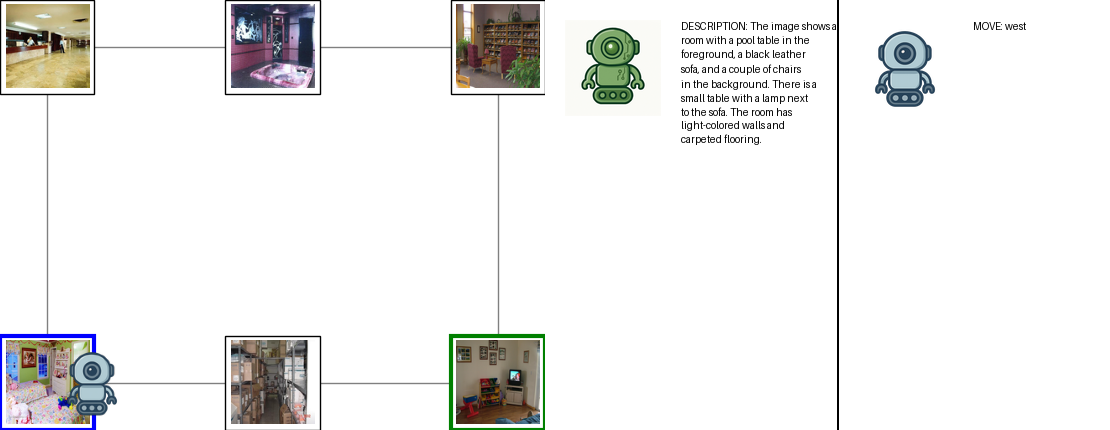 DESCRIPTION: The image shows a
room with a pool table in the
foreground, a black leather
sofa, and a couple of chairs
in the background. There is a
small table with a lamp next
to the sofa. The room has
light-colored walls and
carpeted flooring.
MOVE: west